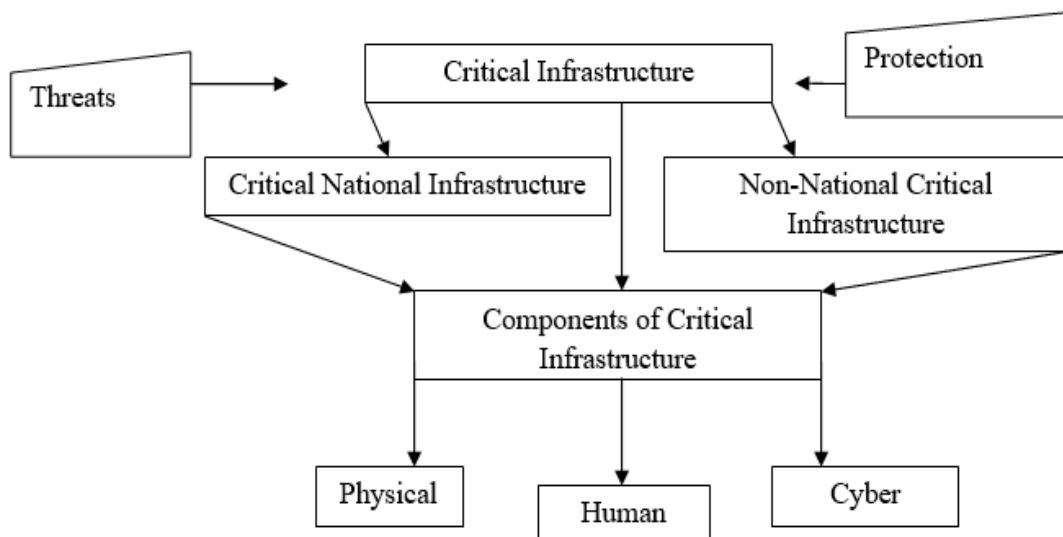 Threats
Critical Infrastructure
Protection
Critical National Infrastructure
Non-National Critical
Infrastructure
Components of Critical
Infrastructure
Physical
Human
Cyber